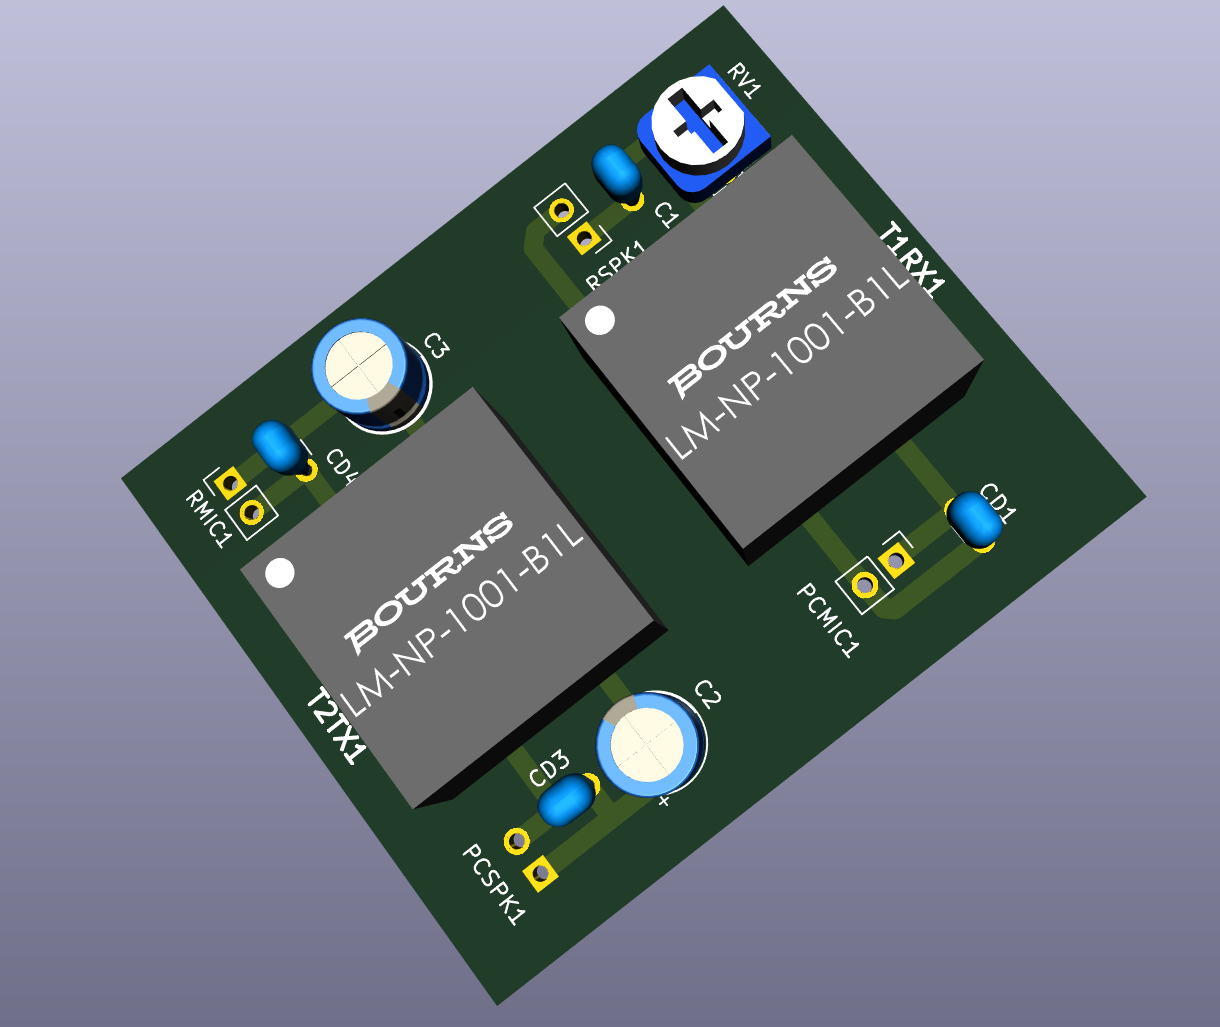 RV1
C1
RSPK1
T1RX1
BOURNS
LM-NP-1001-B1L
C3
CD4
RMIC1
CD1
PCMIC1
BOURNS
LM-NP-1001-B1L
T2TX1
C2
+
CD3
PCSPK1